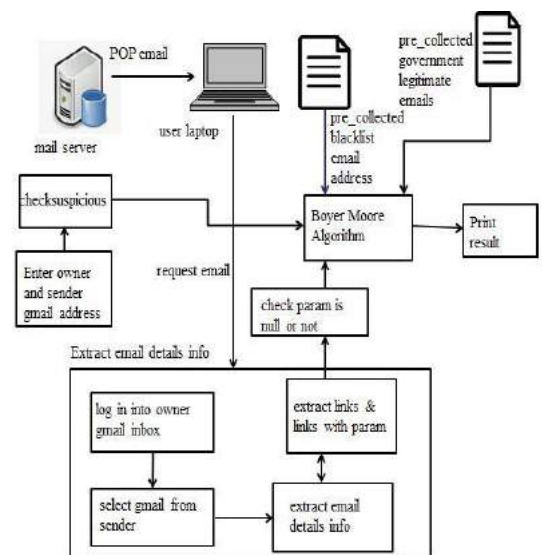 POP email
mail server
user laptop
pre_collected
blacklist
email
address
pre_collected
government
legitimate
emails
checksuspicious
Enter owner
and sender
gmail address
request email
Boyer Moore
Algorithm
Print
result
check param is
null or not
Extract email details info
log in into owner
gmail inbox
select gmail from
sender
extract links &
links with param
extract email
details info